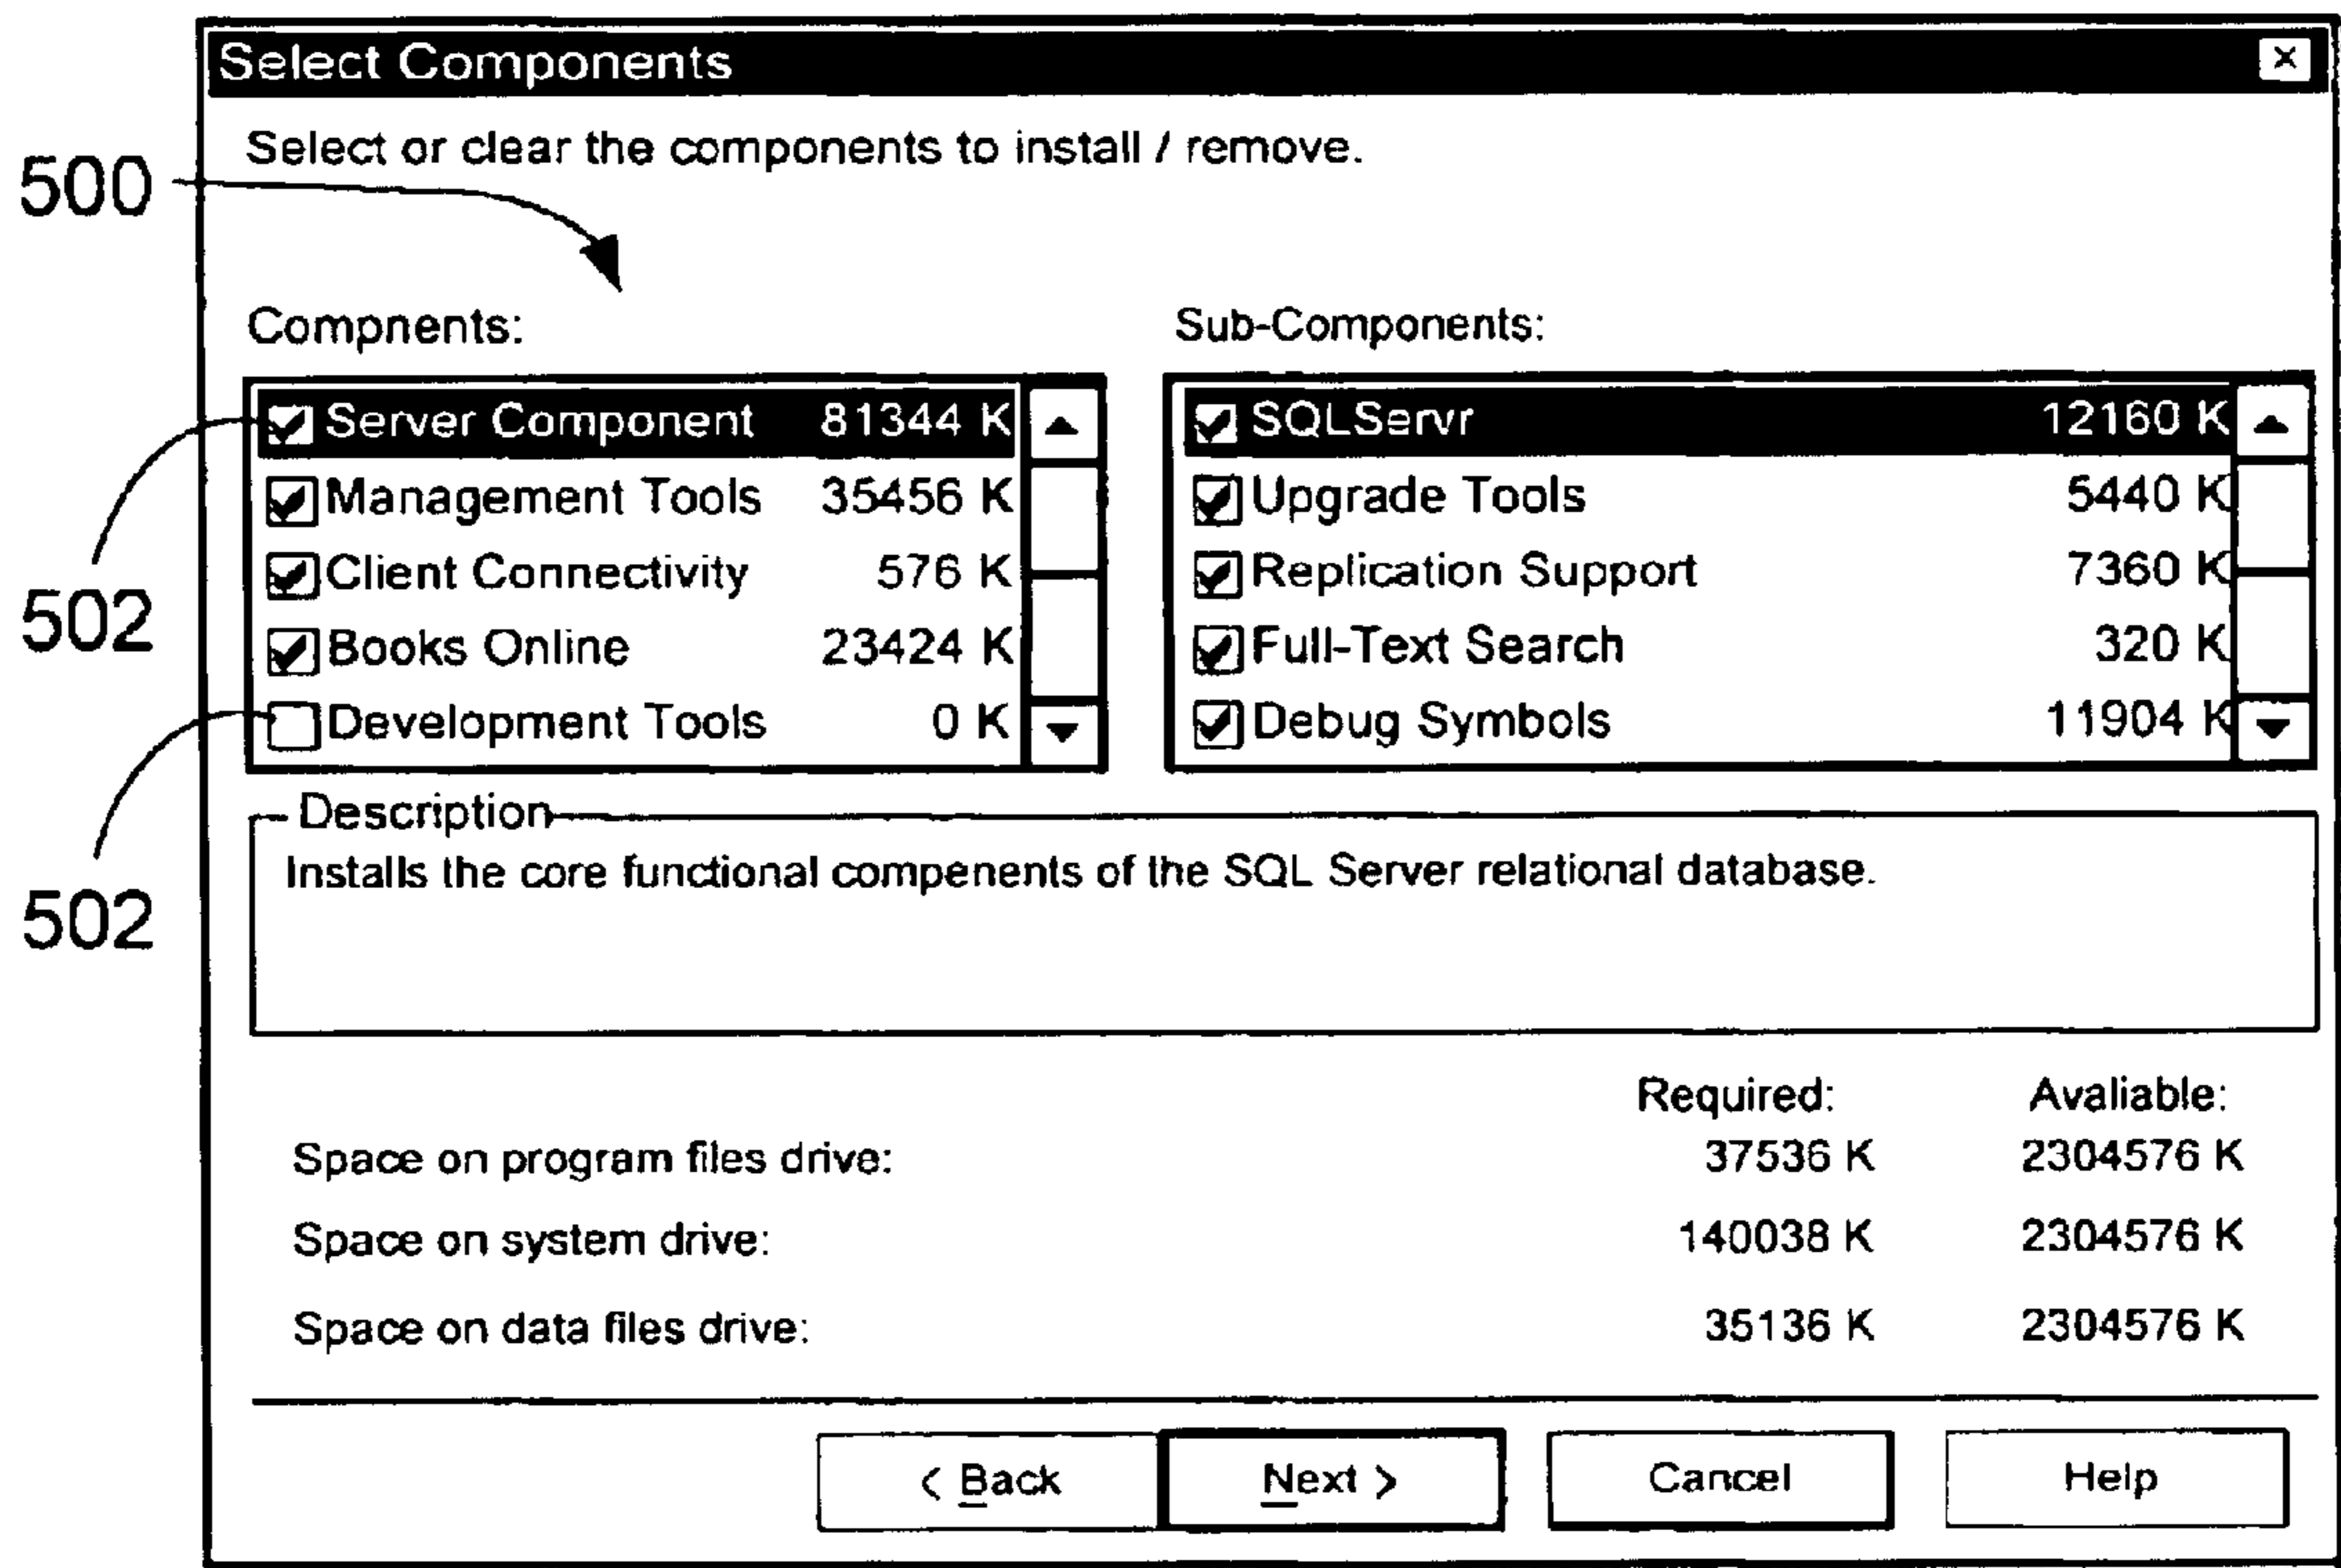 Select Components
Select or clear the components to install / remove.
500
Compnents:
Server Component 81344 K
Management Tools 35456 K
Client Connectivity 576 K
Books Online 23424 K
Development Tools 0 K
502
502
Sub-Components:
SQLServr 12160 K
Upgrade Tools 5440 K
Replication Support 7360 K
Full-Text Search 320 K
Debug Symbols 11904 K
Description
Installs the core functional compenents of the SQL Server relational database.
Required: Avaliable:
Space on program files drive: 37536 K 2304576 K
Space on system drive: 140038 K 2304576 K
Space on data files drive: 35136 K 2304576 K
< Back Next > Cancel Help